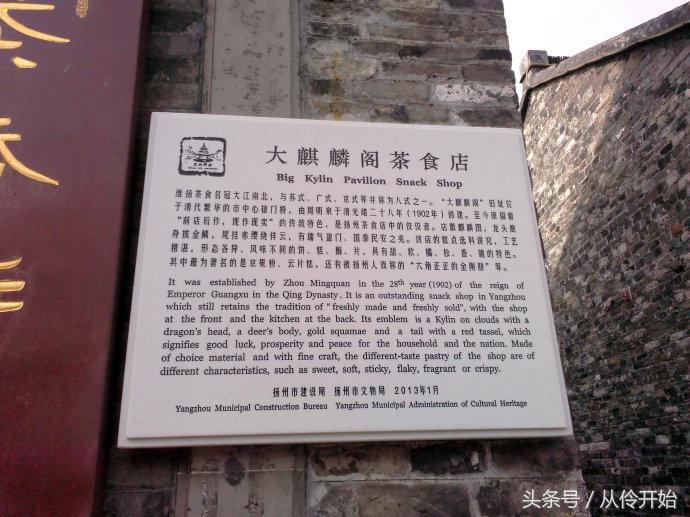 大麒麟阁茶食店
Big Kylin Pavilion Snack Shop
维扬茶食名冠大江南北，与苏式、广式、京式等并称为八式之一。“大麒麟阁”旧址位
于清代繁华的市中心辕门桥，由周明泉于清光绪二十八年（1902年）创建。至今保留着
“前店后作，现作现卖”的传统特色，是扬州茶食店中的佼佼者。店徽麒麟图，龙头鹿
身披金鳞，尾挂赤缨绕祥云，有瑞气盈门、国泰民安之兆。该店的糕点选料讲究，工艺
精湛，形态各异、风味不同的饼、糕、酥、片，具有甜、软、糯、松、香、脆的特色。
其中最为著名的是京果粉、云片糕，还有被扬州人戏称的“六角正正的金刚脐”等。
It was established by Zhou Mingquan in the 28th year (1902) of the reign of
Emperor Guangxu in the Qing Dynasty. It is an outstanding snack shop in Yangzhou
which still retains the tradition of “freshly made and freshly sold”, with the shop
at the front and the kitchen at the back. Its emblem is a Kylin on clouds with a
dragon's head, a deer's body, gold squamae and a tail with a red tassel, which
signifies good luck, prosperity and peace for the household and the nation. Made
of choice material and with fine craft, the different-taste pastry of the shop are of
different characteristics, such as sweet, soft, sticky, flaky, fragrant or crispy.
扬州市建设局 扬州市文物局 2013年1月
Yangzhou Municipal Construction Bureau Yangzhou Municipal Administration of Cultural Heritage
头条号 / 从伶开始